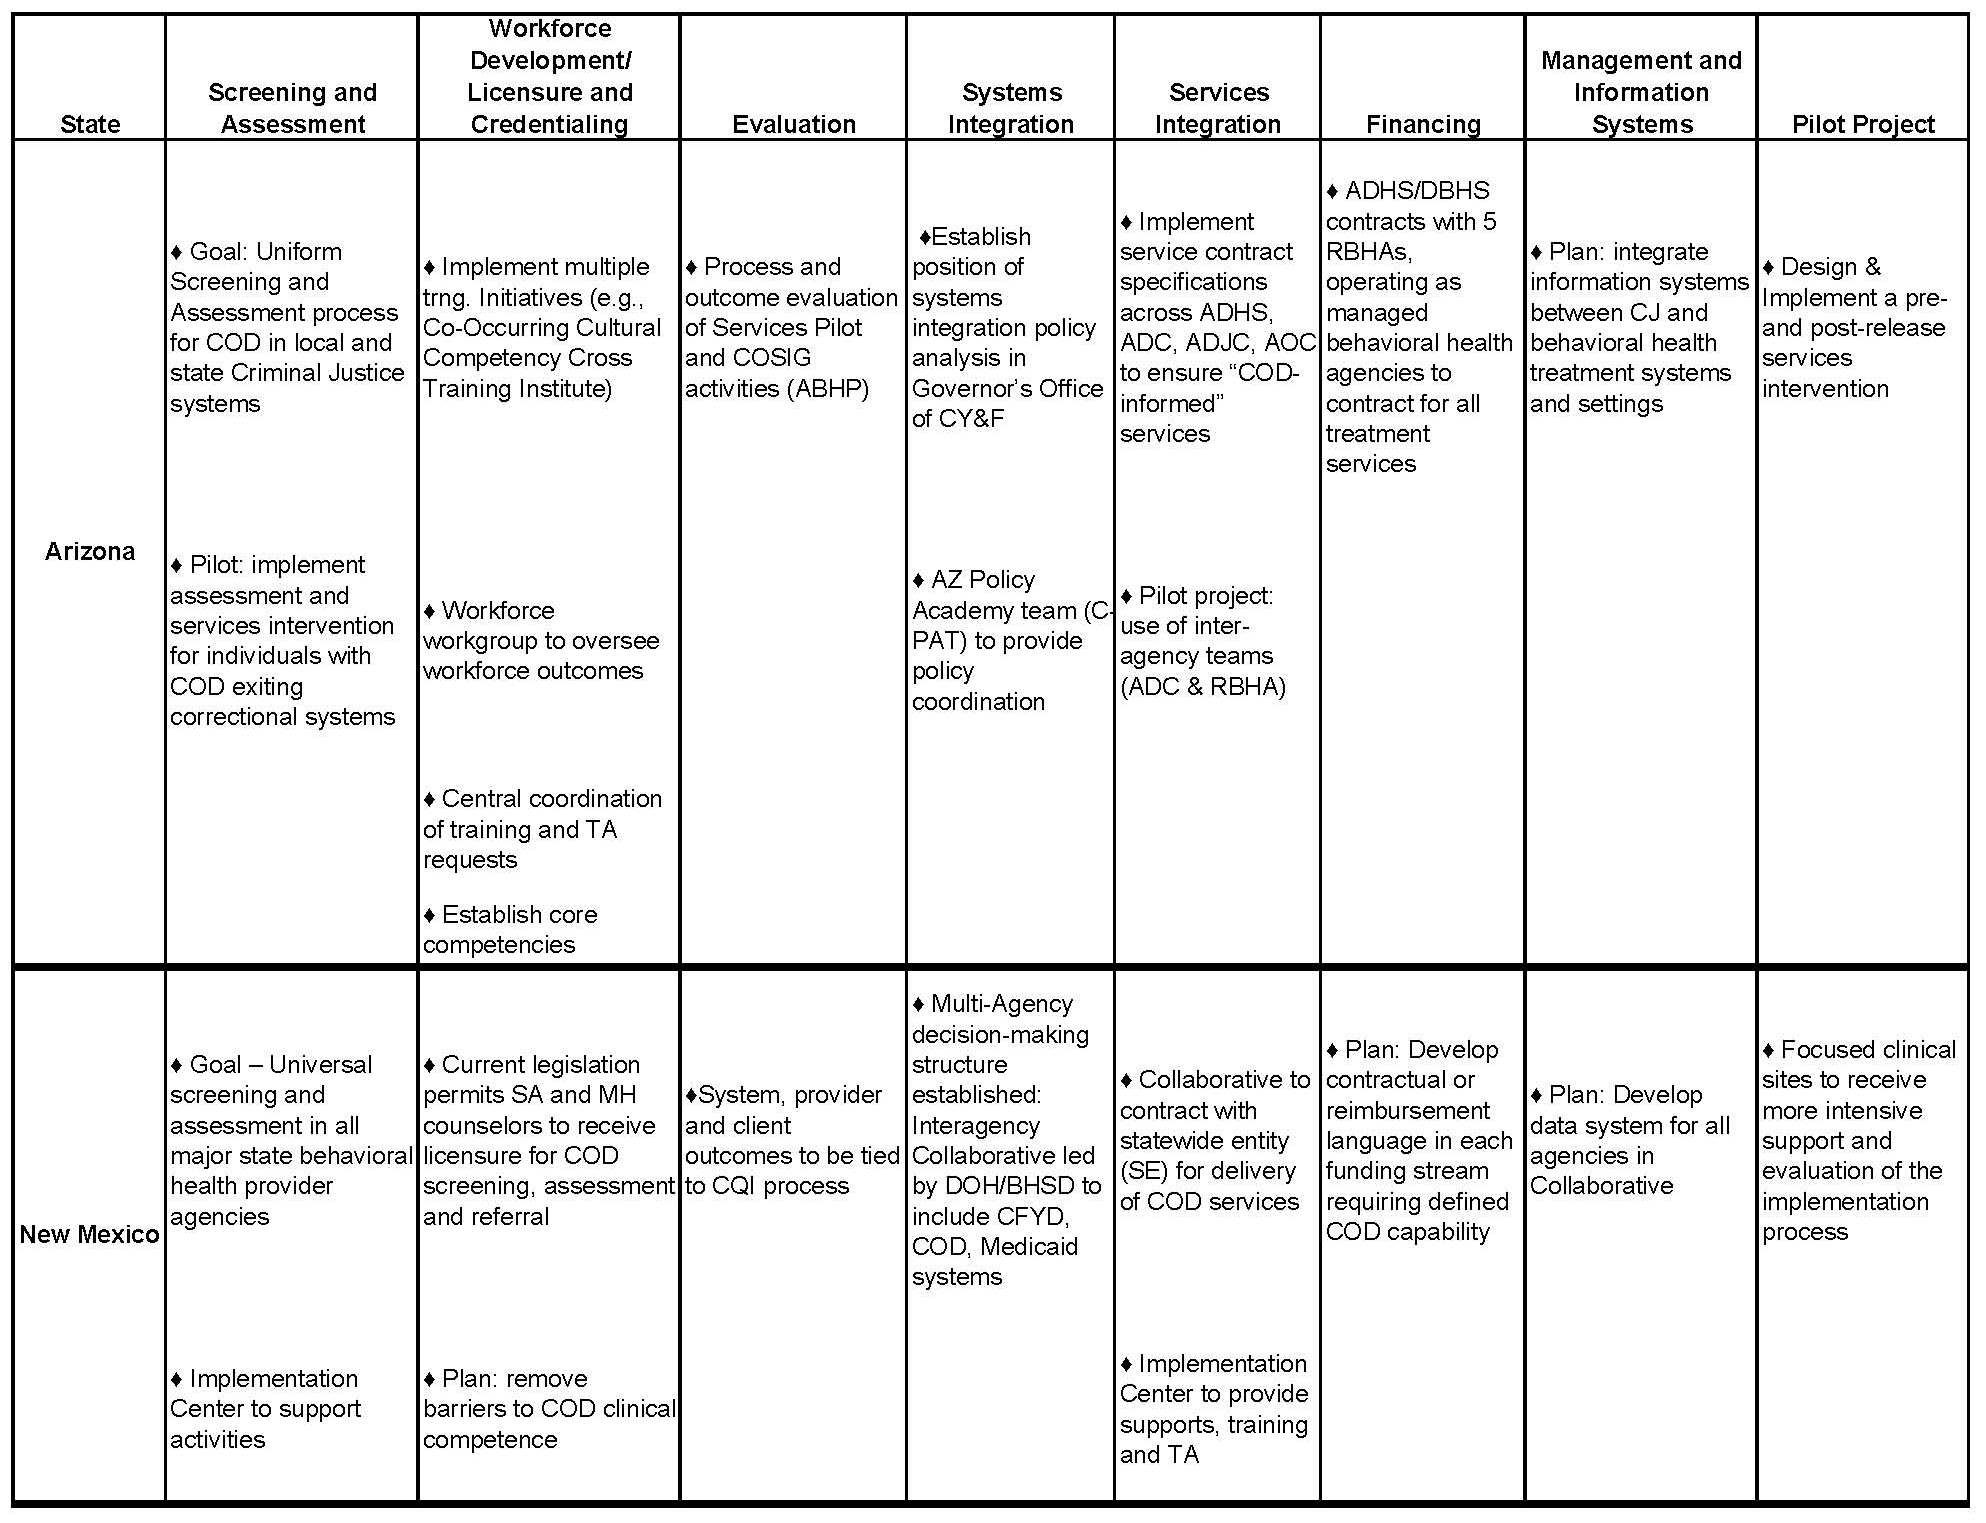 State
Screening and
Assessment
Workforce
Development/
Licensure and
Credentialing
Evaluation
Systems
Integration
Services
Integration
Financing
Management and
Information
Systems
Pilot Project
Arizona
♦ Goal: Uniform
Screening and
Assessment process
for COD in local and
state Criminal Justice
systems
♦ Pilot: implement
assessment and
services intervention
for individuals with
COD exiting
correctional systems
♦ Implement multiple
trng. Initiatives (e.g.,
Co-Occurring Cultural
Competency Cross
Training Institute)
♦ Workforce
workgroup to oversee
workforce outcomes
♦ Central coordination
of training and TA
requests
♦ Establish core
competencies
♦ Process and
outcome evaluation
of Services Pilot
and COSIG
activities (ABHP)
♦Establish
position of
systems
integration policy
analysis in
Governor’s Office
of CY&F
♦ AZ Policy
Academy team (C-
PAT) to provide
policy
coordination
♦ Implement
service contract
specifications
across ADHS,
ADC, ADJC, AOC
to ensure “COD-
informed”
services
♦ Pilot project:
use of inter-
agency teams
(ADC & RBHA)
♦ ADHS/DBHS
contracts with 5
RBHAs,
operating as
managed
behavioral health
agencies to
contract for all
treatment
services
♦ Plan: integrate
information systems
between CJ and
behavioral health
treatment systems
and settings
♦ Design &
Implement a pre-
and post-release
services
intervention
New Mexico
♦ Goal – Universal
screening and
assessment in all
major state behavioral
health provider
agencies
♦ Implementation
Center to support
activities
♦ Current legislation
permits SA and MH
counselors to receive
licensure for COD
screening, assessment
and referral
♦ Plan: remove
barriers to COD clinical
competence
♦System, provider
and client
outcomes to be tied
to CQI process
♦ Multi-Agency
decision-making
structure
established:
Interagency
Collaborative led
by DOH/BHSD to
include CFYD,
COD, Medicaid
systems
♦ Collaborative to
contract with
statewide entity
(SE) for delivery
of COD services
♦ Implementation
Center to provide
supports, training
and TA
♦ Plan: Develop
contractual or
reimbursement
language in each
funding stream
requiring defined
COD capability
♦ Plan: Develop
data system for all
agencies in
Collaborative
♦ Focused clinical
sites to receive
more intensive
support and
evaluation of the
implementation
process